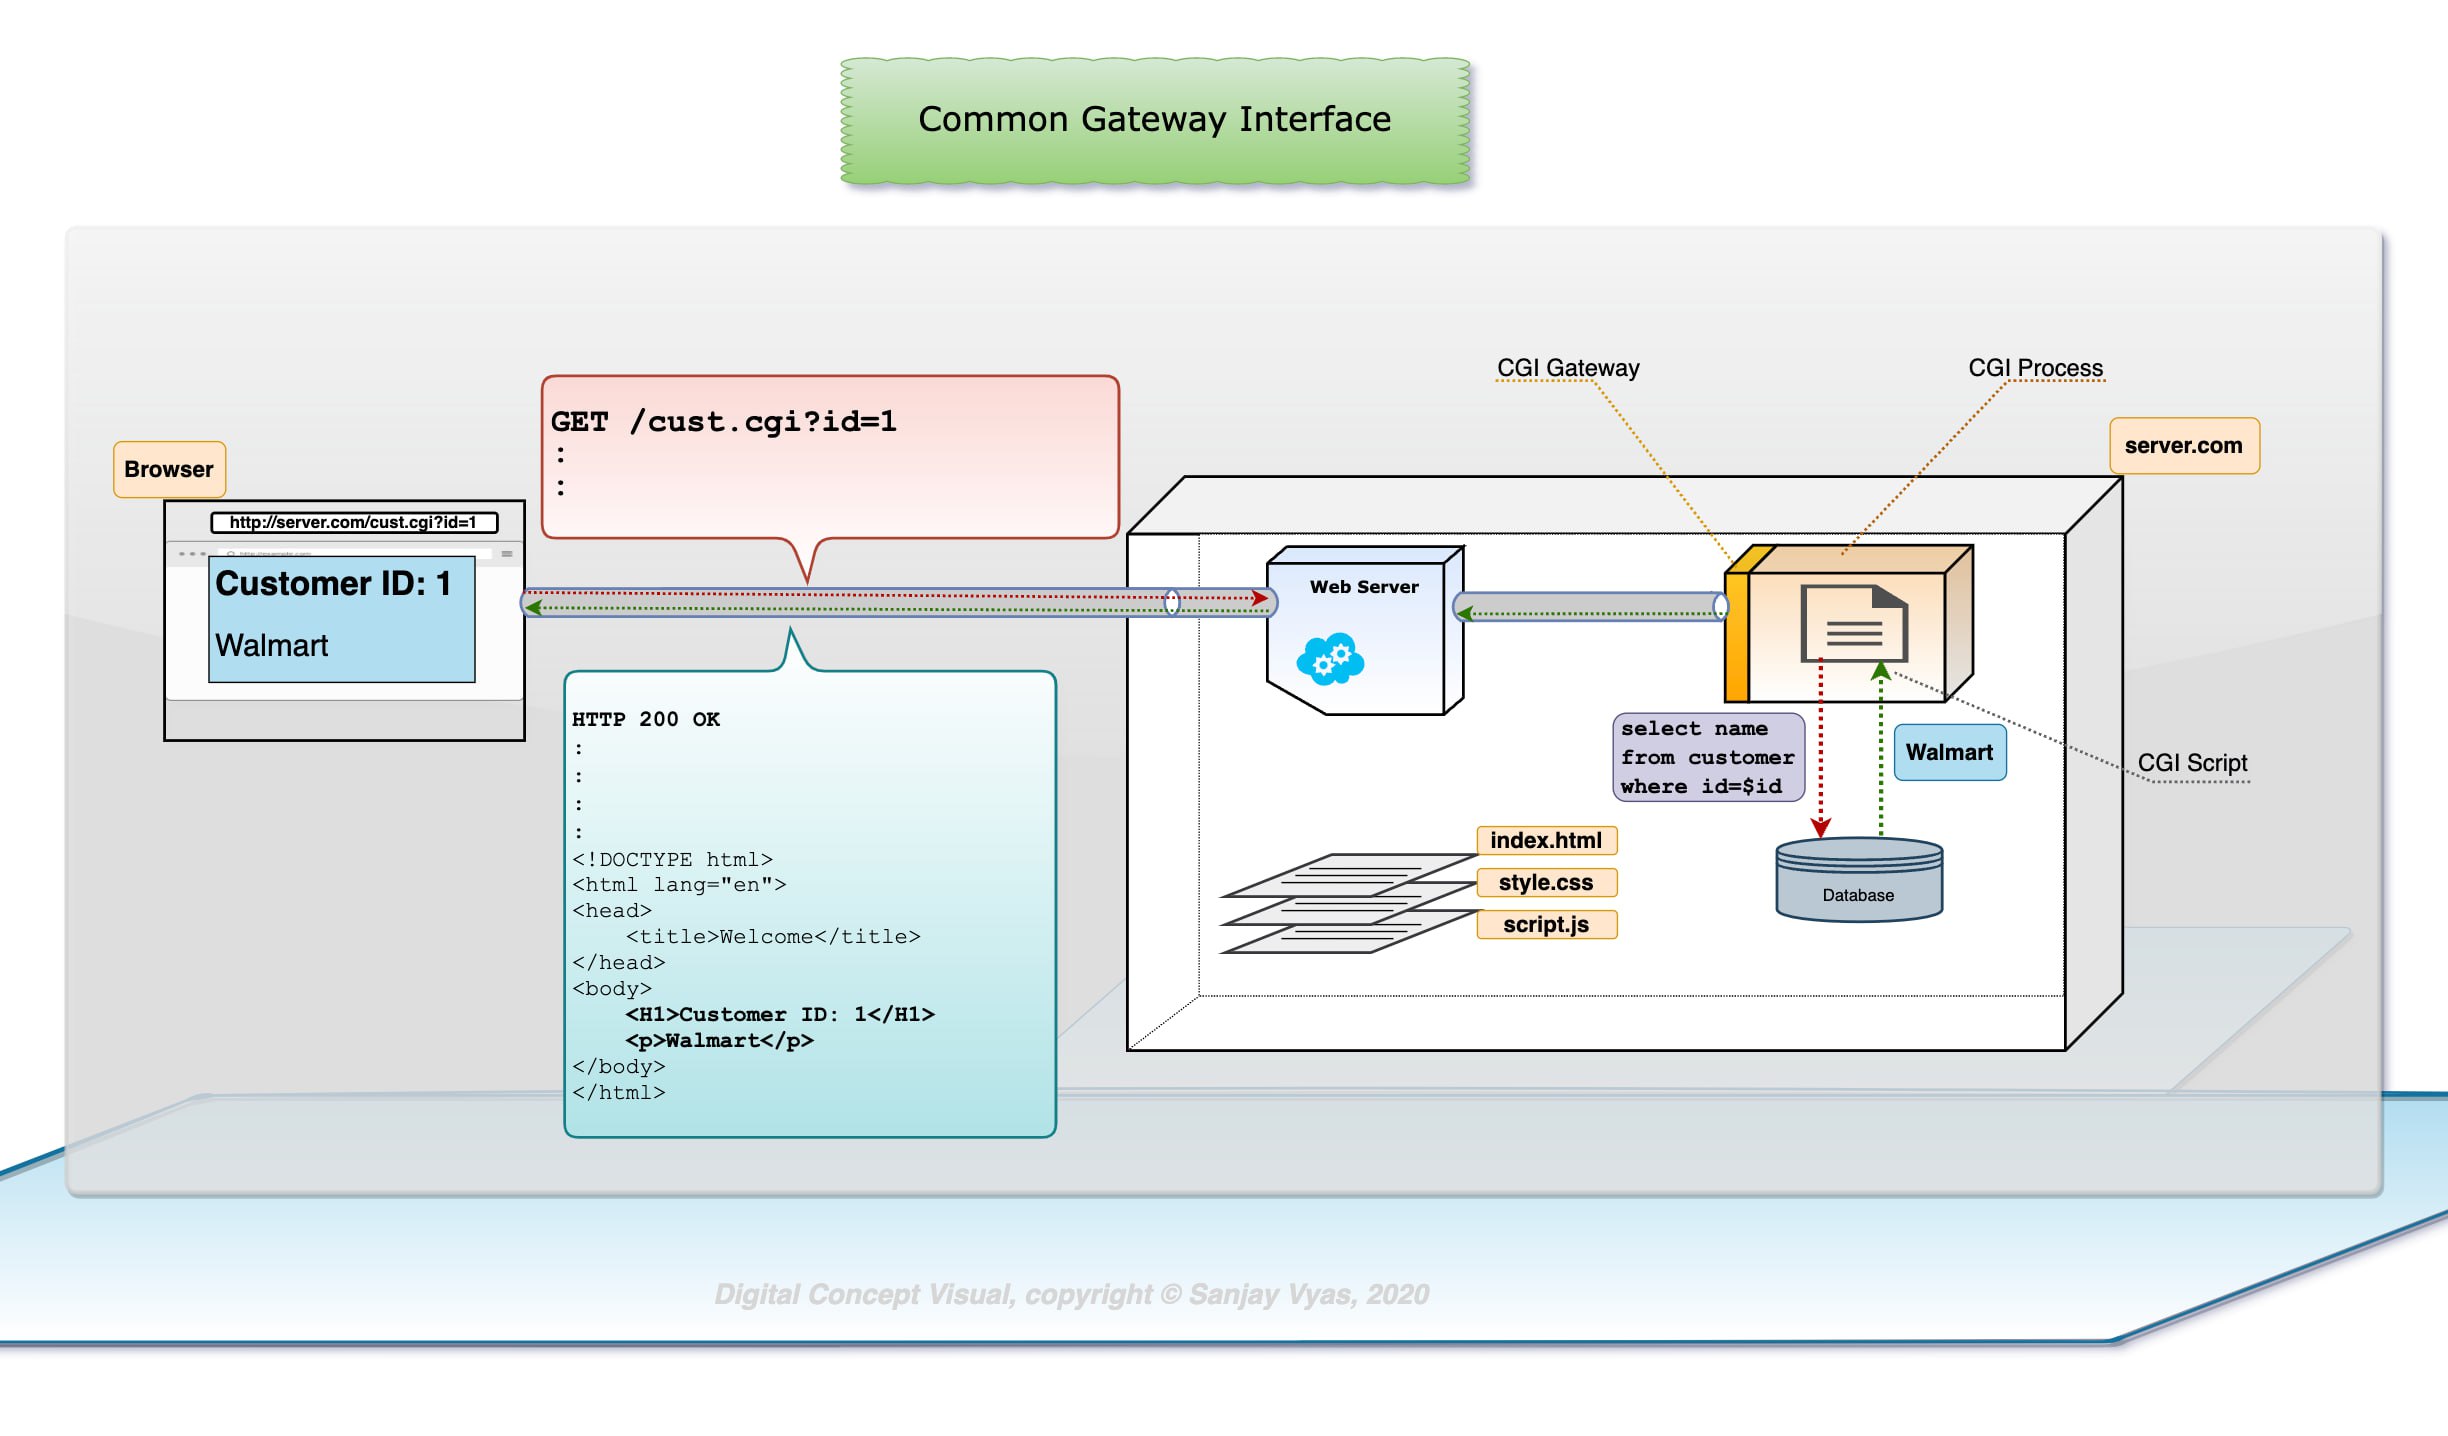 Common Gateway Interface
CGI Gateway
CGI Process
server.com
GET /cust.cgi?id=1
:
:
Browser
http://server.com/cust.cgi?id=1
Customer ID: 1
Walmart
Web Server
HTTP 200 OK
:
:
:
:
<!DOCTYPE html>
<html lang="en">
<head>
    <title>Welcome</title>
</head>
<body>
    <H1>Customer ID: 1</H1>
    <p>Walmart</p>
</body>
</html>
select name
from customer
where id=$id
Walmart
CGI Script
index.html
style.css
script.js
Database
Digital Concept Visual, copyright © Sanjay Vyas, 2020